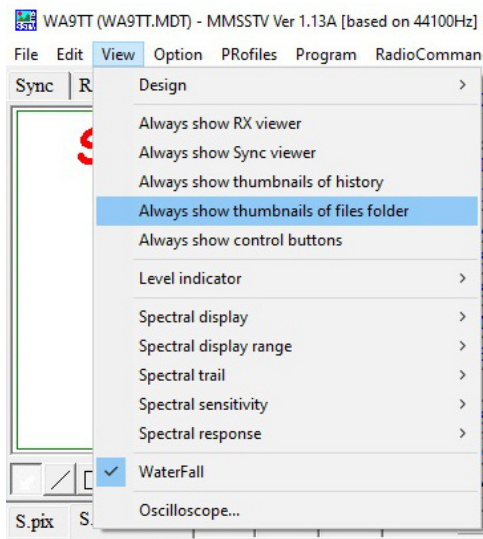 WA9TT (WA9TT.MDT) - MMSSTV Ver 1.13A [based on 44100Hz]
File Edit View Option PRofiles Program RadioComman
Sync R
Design
Always show RX viewer
Always show Sync viewer
Always show thumbnails of history
Always show thumbnails of files folder
Always show control buttons
Level indicator
Spectral display
Spectral display range
Spectral trail
Spectral sensitivity
Spectral response
WaterFall
Oscilloscope...
S.pix S.